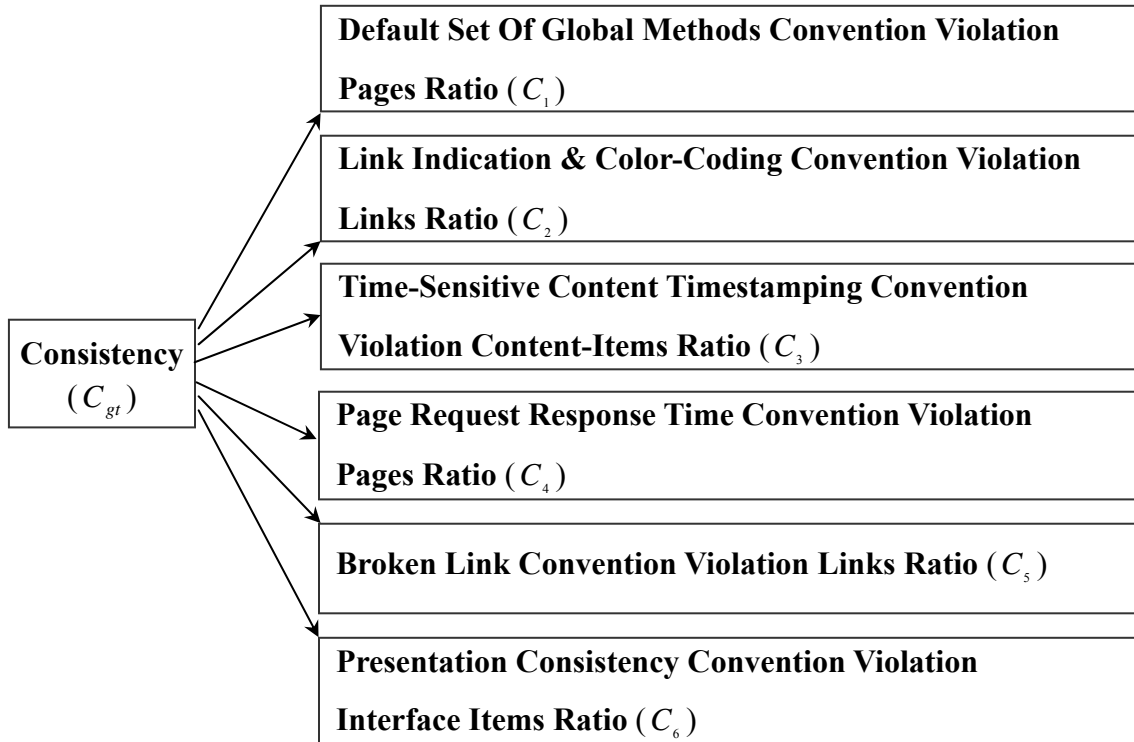 Default Set Of Global Methods Convention Violation
Pages Ratio (C₁)
Link Indication & Color-Coding Convention Violation
Links Ratio (C₂)
Time-Sensitive Content Timestamping Convention
Violation Content-Items Ratio (C₃)
Consistency
(C_gt)
Page Request Response Time Convention Violation
Pages Ratio (C₄)
Broken Link Convention Violation Links Ratio (C₅)
Presentation Consistency Convention Violation
Interface Items Ratio (C₆)